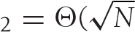 ₂ = Θ(√N